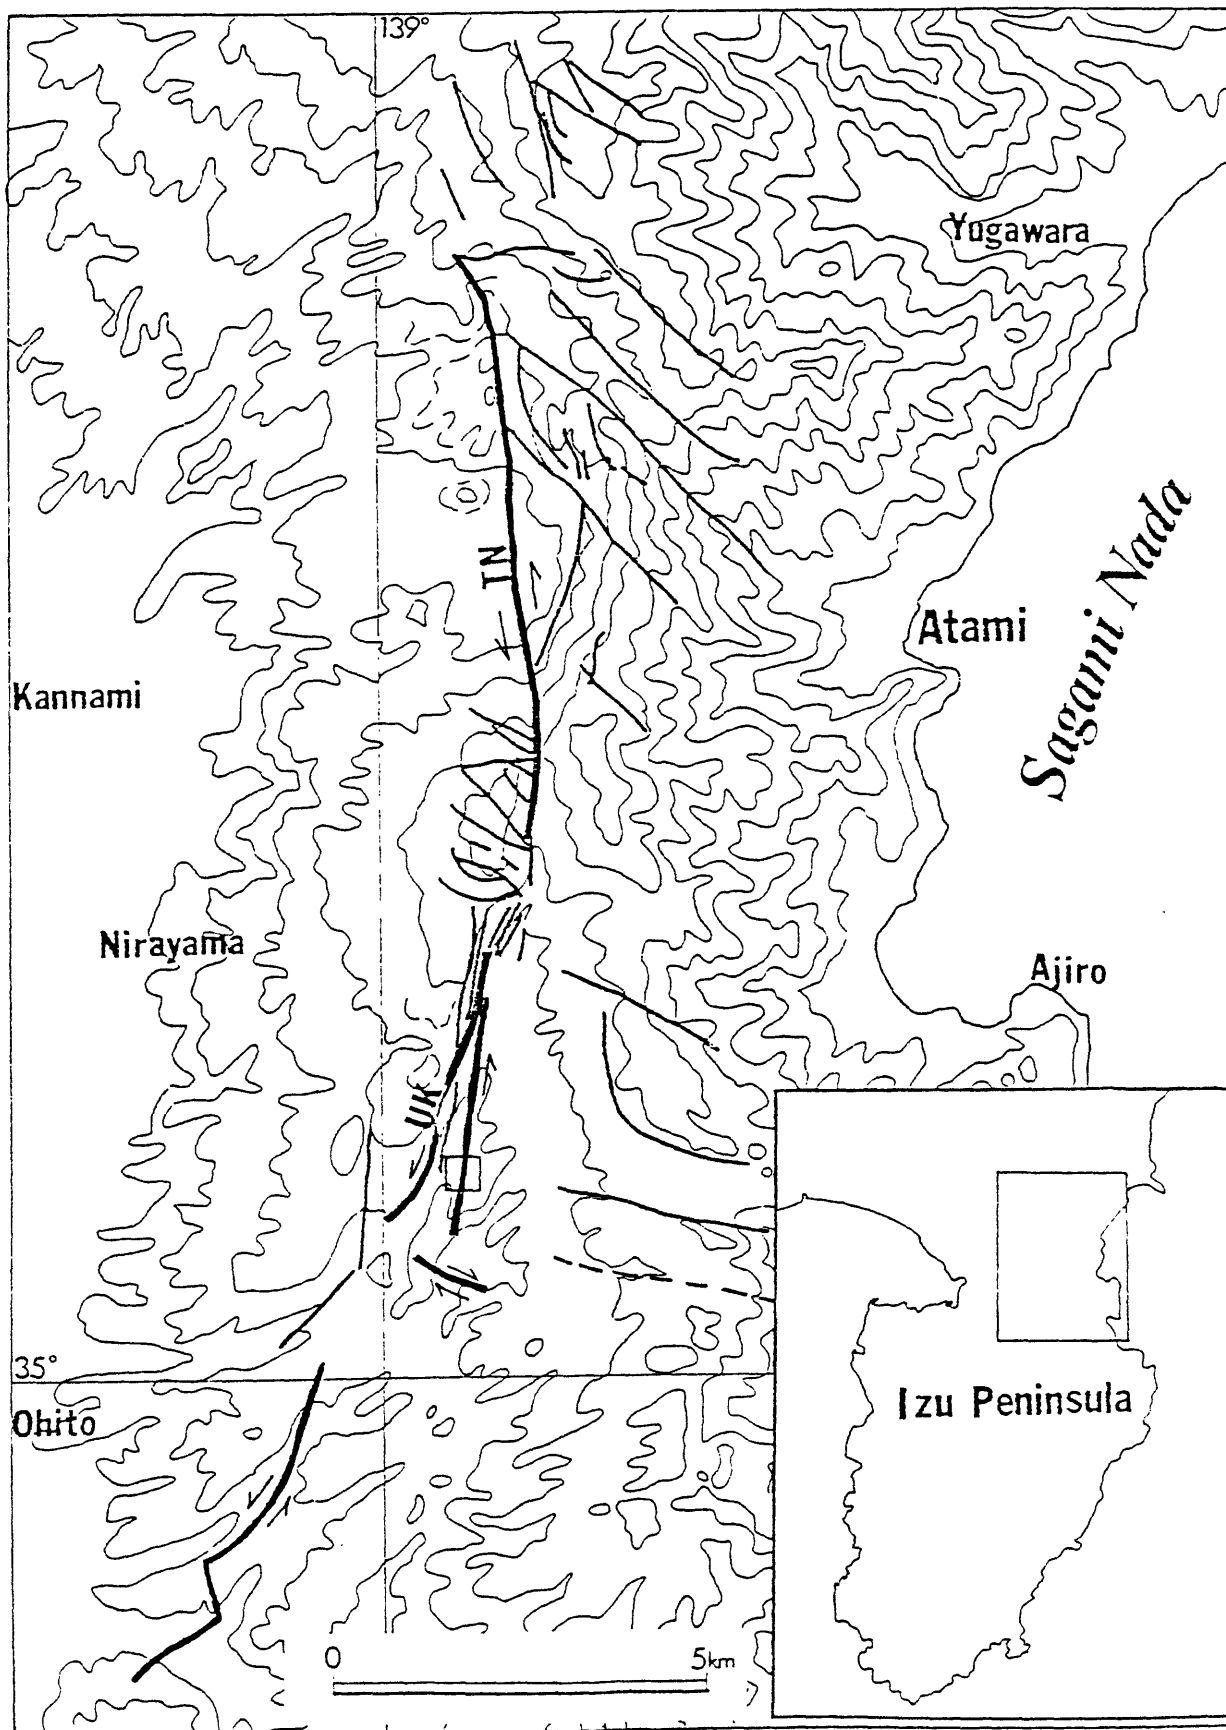 139°
Yugawara
TN
Atami
Sagami Nada
Kannami
Nirayama
Ajiro
UK
35°
Ohito
Izu Peninsula
0 5km